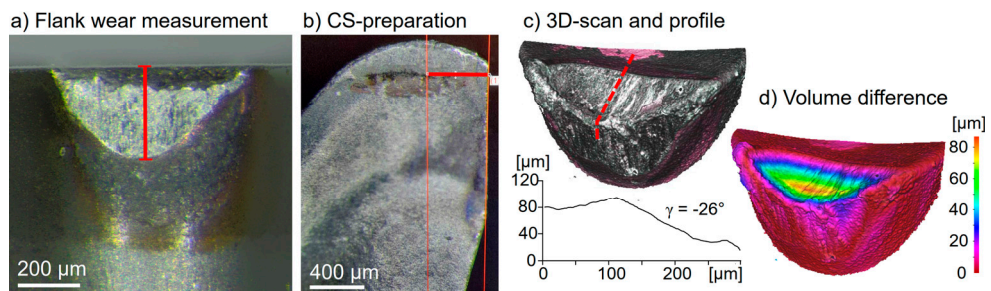 a) Flank wear measurement
200 µm
b) CS-preparation
400 µm
c) 3D-scan and profile
[µm]
120
80
40
0
0
100
200
[µm]
γ = -26°
d) Volume difference
[µm]
80
60
40
20
0